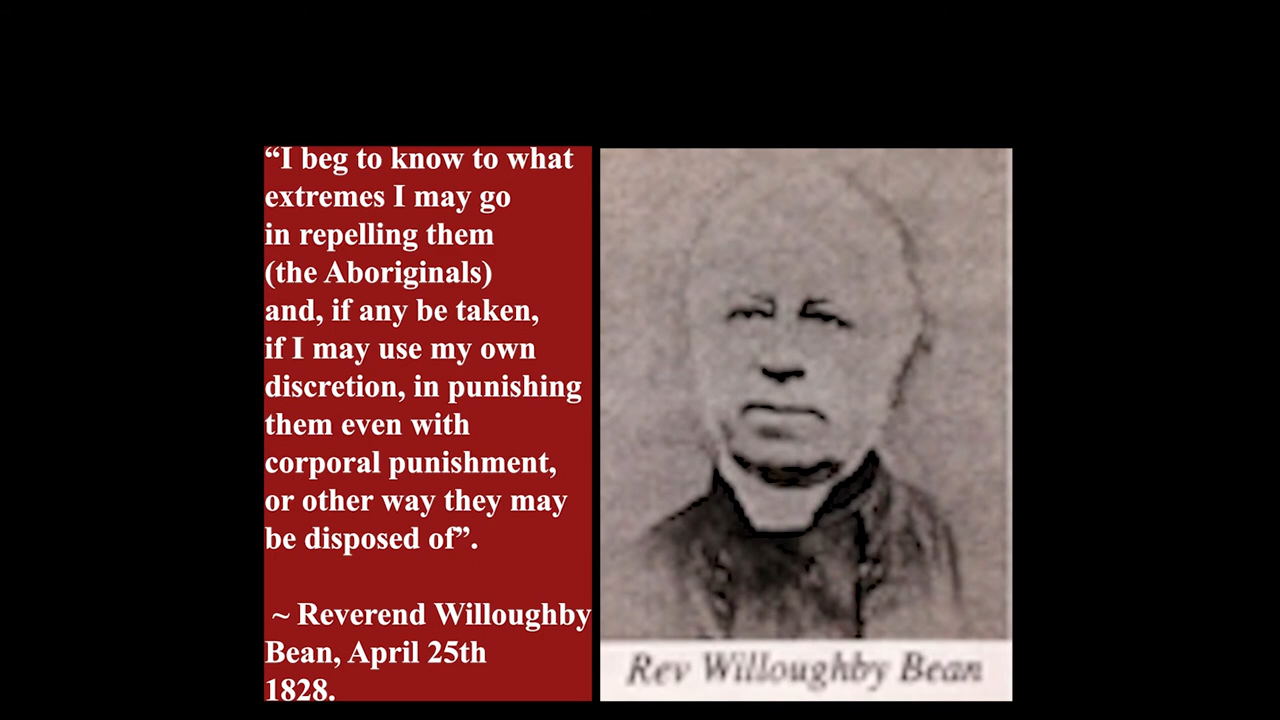 “I beg to know to what
extremes I may go
in repelling them
(the Aboriginals)
and, if any be taken,
if I may use my own
discretion, in punishing
them even with
corporal punishment,
or other way they may
be disposed of”.
~ Reverend Willoughby
Bean, April 25th
1828.
Rev Willoughby Bean